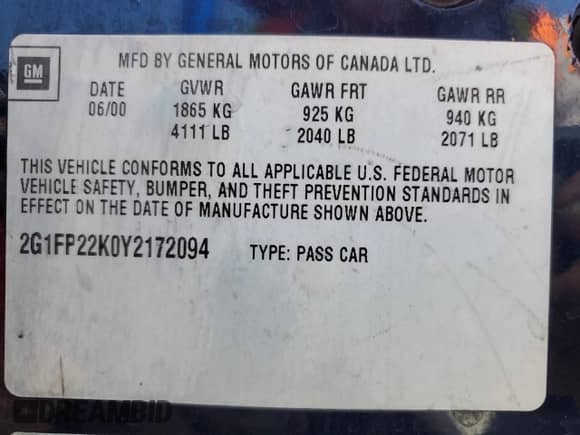 GM
MFD BY GENERAL MOTORS OF CANADA LTD.
DATE GVWR GAWR FRT GAWR RR
06/00 1865 KG 925 KG 940 KG
4111 LB 2040 LB 2071 LB
THIS VEHICLE CONFORMS TO ALL APPLICABLE U.S. FEDERAL MOTOR
VEHICLE SAFETY, BUMPER, AND THEFT PREVENTION STANDARDS IN
EFFECT ON THE DATE OF MANUFACTURE SHOWN ABOVE.
2G1FP22K0Y2172094 TYPE: PASS CAR
DREAMBID